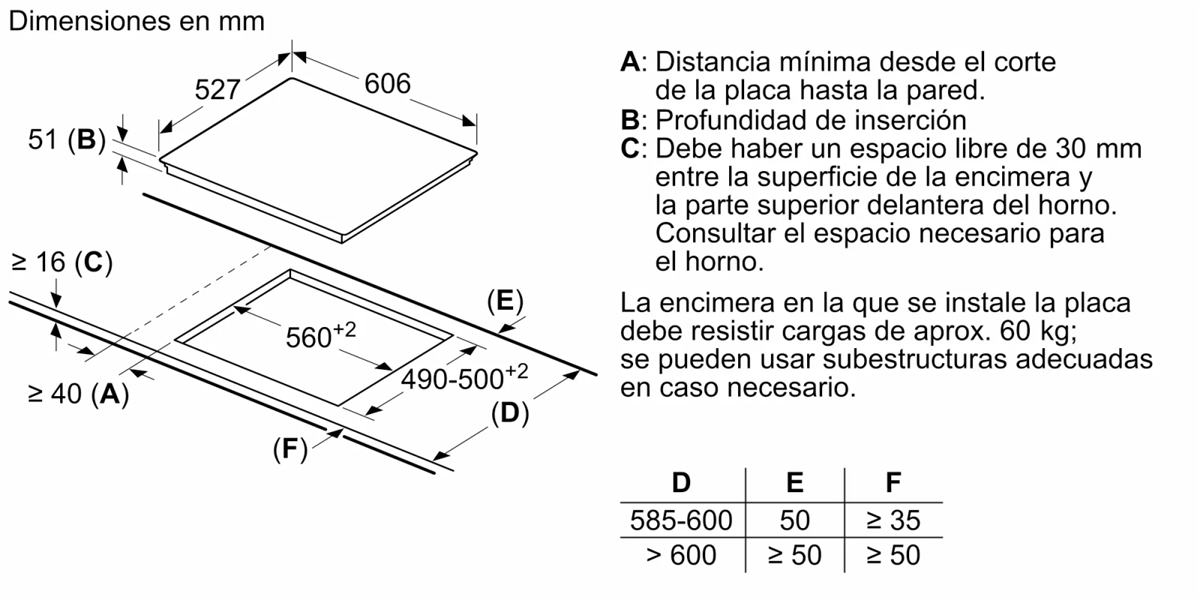 Dimensiones en mm
527
606
51 (B)
≥ 16 (C)
(E)
560+2
490-500+2
≥ 40 (A)
(D)
(F)
A: Distancia mínima desde el corte
de la placa hasta la pared.
B: Profundidad de inserción
C: Debe haber un espacio libre de 30 mm
entre la superficie de la encimera y
la parte superior delantera del horno.
Consultar el espacio necesario para
el horno.
La encimera en la que se instale la placa
debe resistir cargas de aprox. 60 kg;
se pueden usar subestructuras adecuadas
en caso necesario.
D E F
585-600 50 ≥ 35
> 600 ≥ 50 ≥ 50